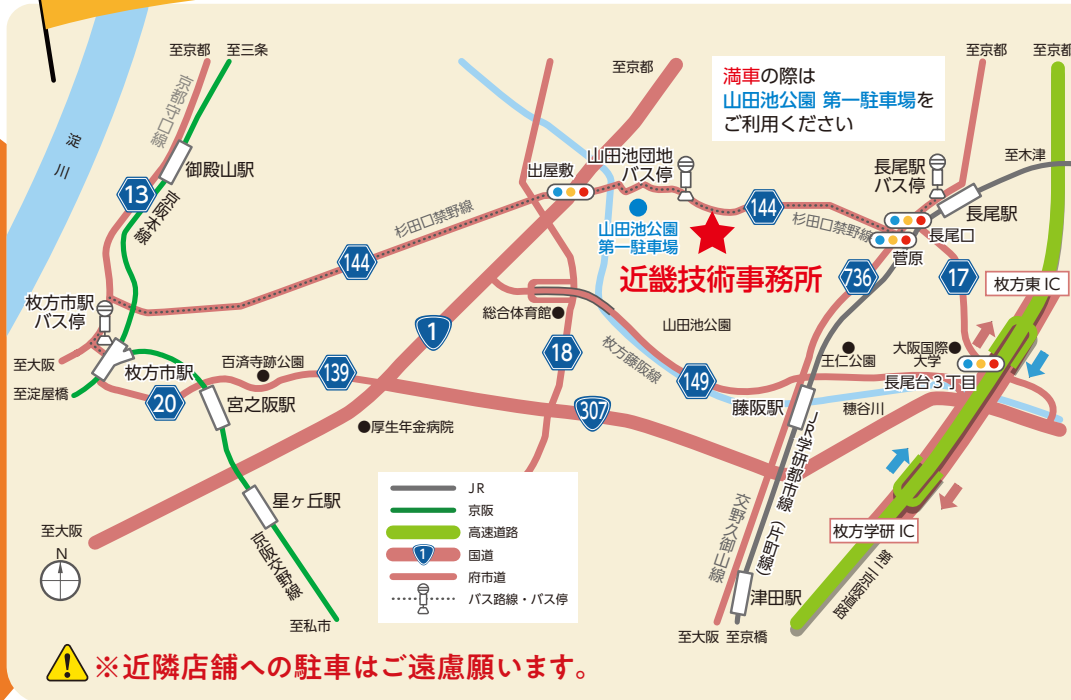 至京都
至三条
至京都
至京都
至京都
満車の際は
山田池公園 第一駐車場を
ご利用ください
京都守口線
淀川
御殿山駅
13
京阪本線
出屋敷
山田池団地
バス停
長尾駅
バス停
至木津
杉田口禁野線
144
山田池公園
第一駐車場
144
杉田口禁野線
長尾駅
長尾口
菅原
近畿技術事務所
736
17
枚方東 IC
枚方市駅
バス停
総合体育館
山田池公園
1
18
枚方藤阪線
149
王仁公園
大阪国際
大学
長尾台3丁目
至大阪
至淀屋橋
枚方市駅
百済寺跡公園
139
20
宮之阪駅
307
藤阪駅
穂谷川
厚生年金病院
JR学研都市線(片町線)
星ヶ丘駅
京阪交野線
交野久御山線
至大阪
N
枚方学研 IC
第二京阪道路
津田駅
至私市
至大阪
至京橋
JR
京阪
高速道路
1
国道
府市道
バス路線・バス停
※近隣店舗への駐車はご遠慮願います。